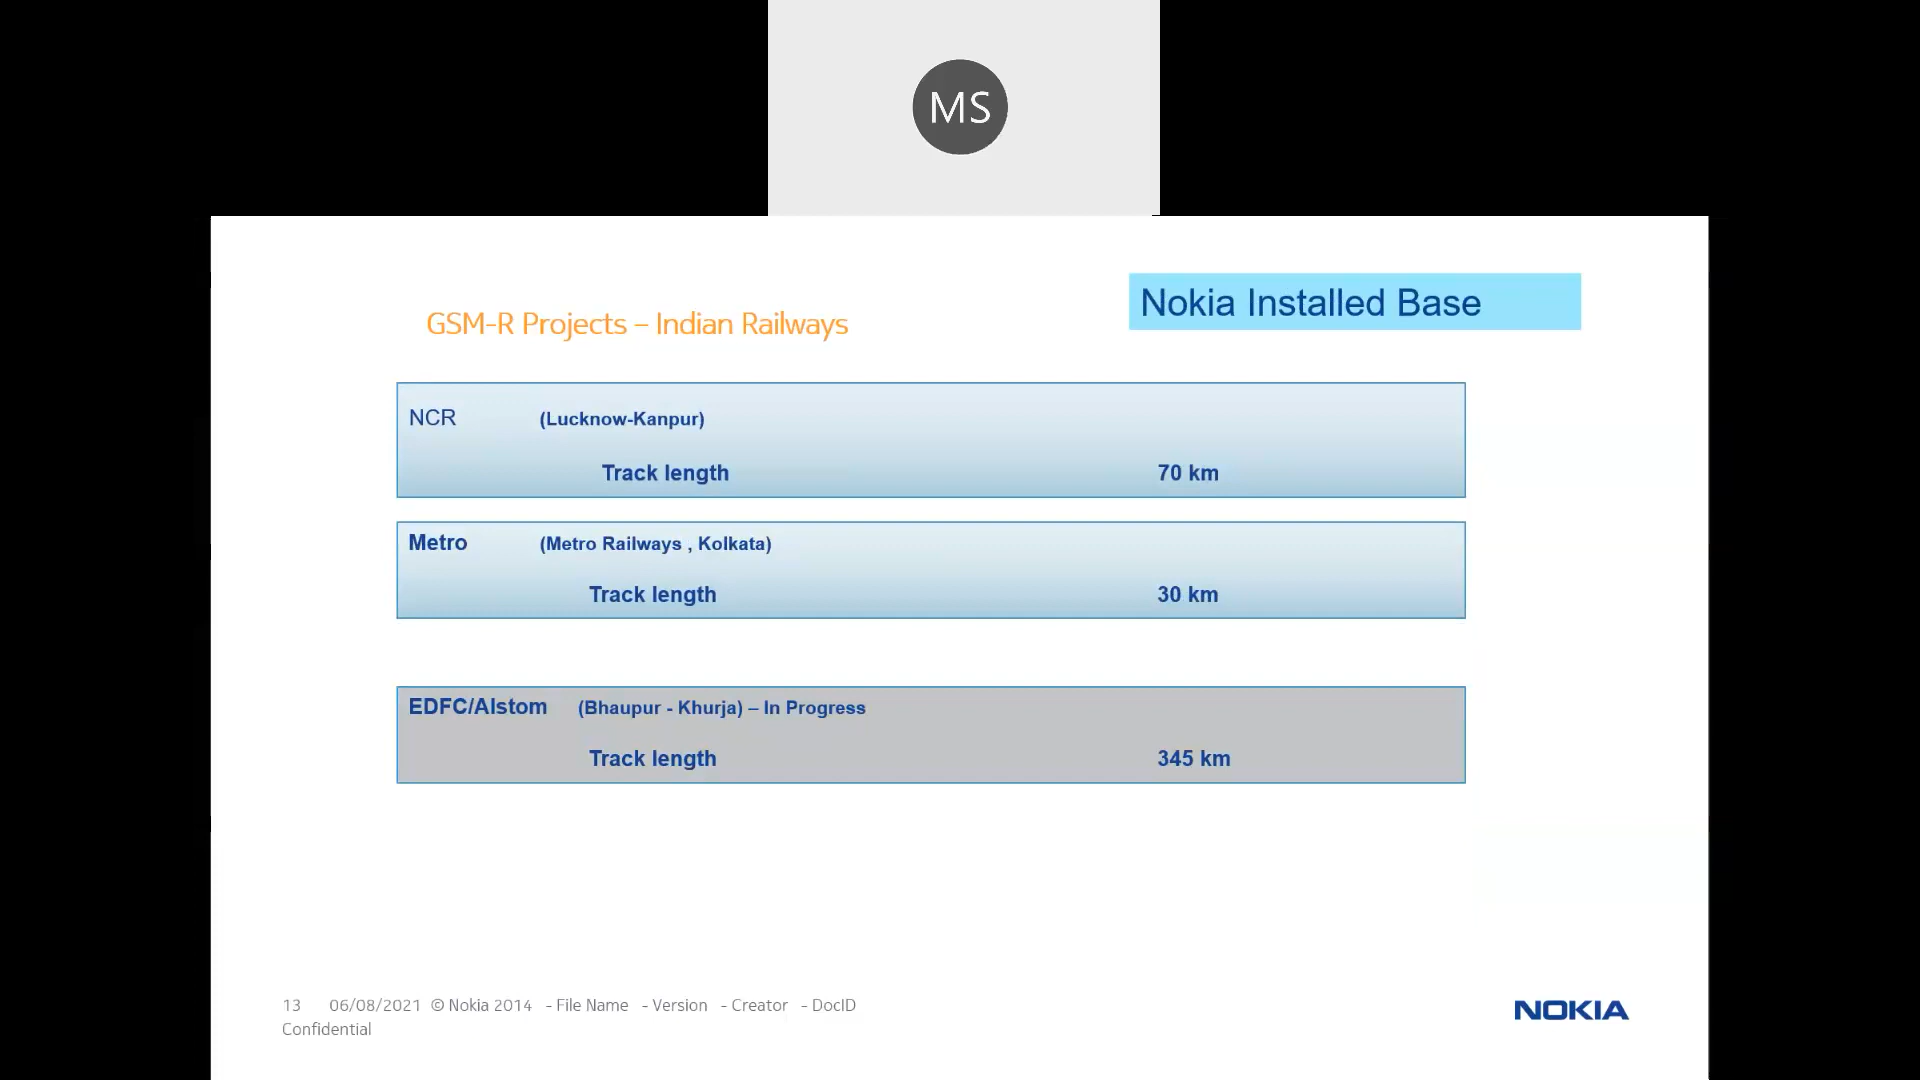 MS
Nokia Installed Base
GSM-R Projects – Indian Railways
NCR (Lucknow-Kanpur)
Track length 70 km
Metro (Metro Railways , Kolkata)
Track length 30 km
EDFC/Alstom (Bhaupur - Khurja) – In Progress
Track length 345 km
13 06/08/2021 © Nokia 2014 - File Name - Version - Creator - DocID
Confidential
NOKIA